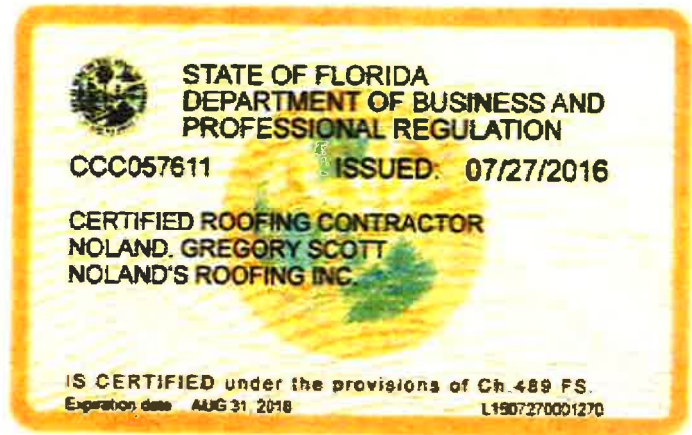 STATE OF FLORIDA
DEPARTMENT OF BUSINESS AND
PROFESSIONAL REGULATION
CCC057611 ISSUED: 07/27/2016
CERTIFIED ROOFING CONTRACTOR
NOLAND, GREGORY SCOTT
NOLAND'S ROOFING INC.
IS CERTIFIED under the provisions of Ch.489 FS.
Expiration date AUG 31, 2018 L1607270001270